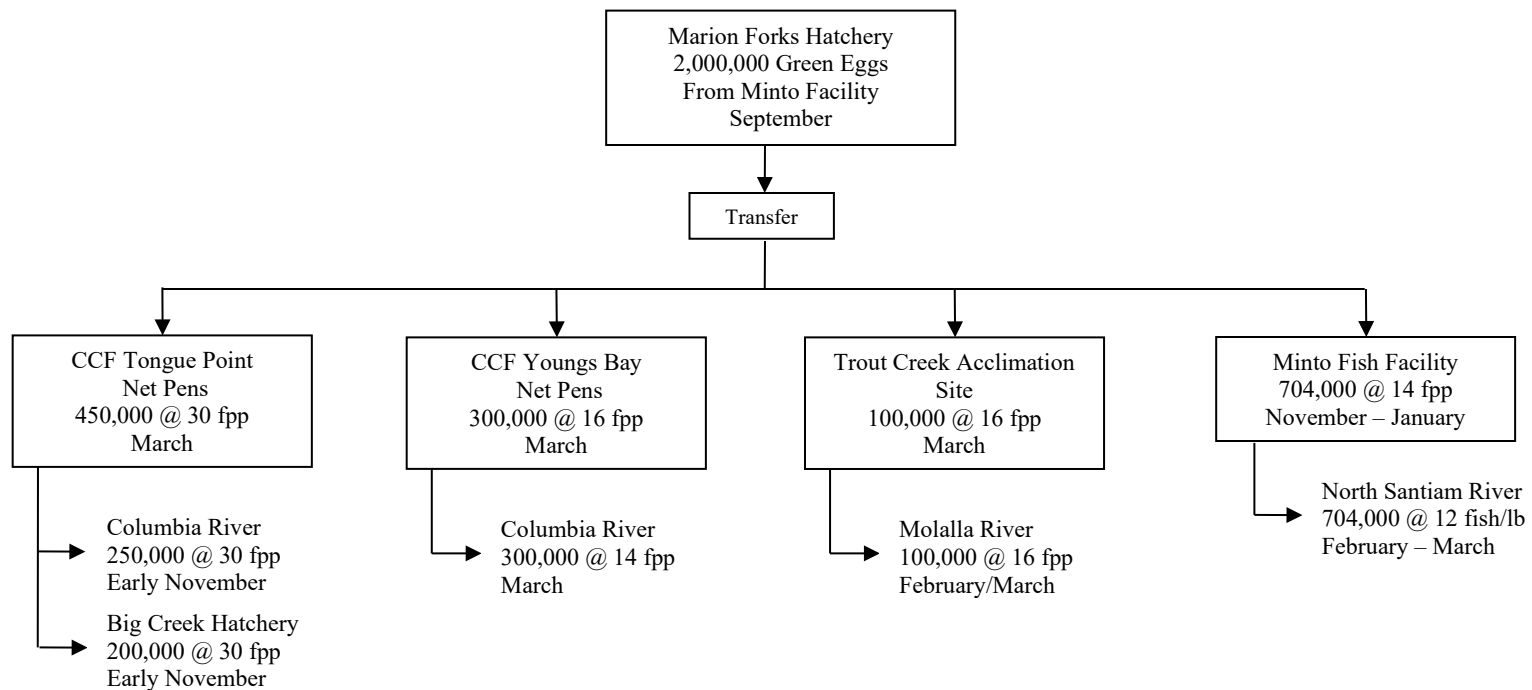 Marion Forks Hatchery
2,000,000 Green Eggs
From Minto Facility
September
Transfer
CCF Tongue Point
Net Pens
450,000 @ 30 fpp
March
CCF Youngs Bay
Net Pens
300,000 @ 16 fpp
March
Trout Creek Acclimation
Site
100,000 @ 16 fpp
March
Minto Fish Facility
704,000 @ 14 fpp
November – January
Columbia River
250,000 @ 30 fpp
Early November
Big Creek Hatchery
200,000 @ 30 fpp
Early November
Columbia River
300,000 @ 14 fpp
March
Molalla River
100,000 @ 16 fpp
February/March
North Santiam River
704,000 @ 12 fish/lb
February – March